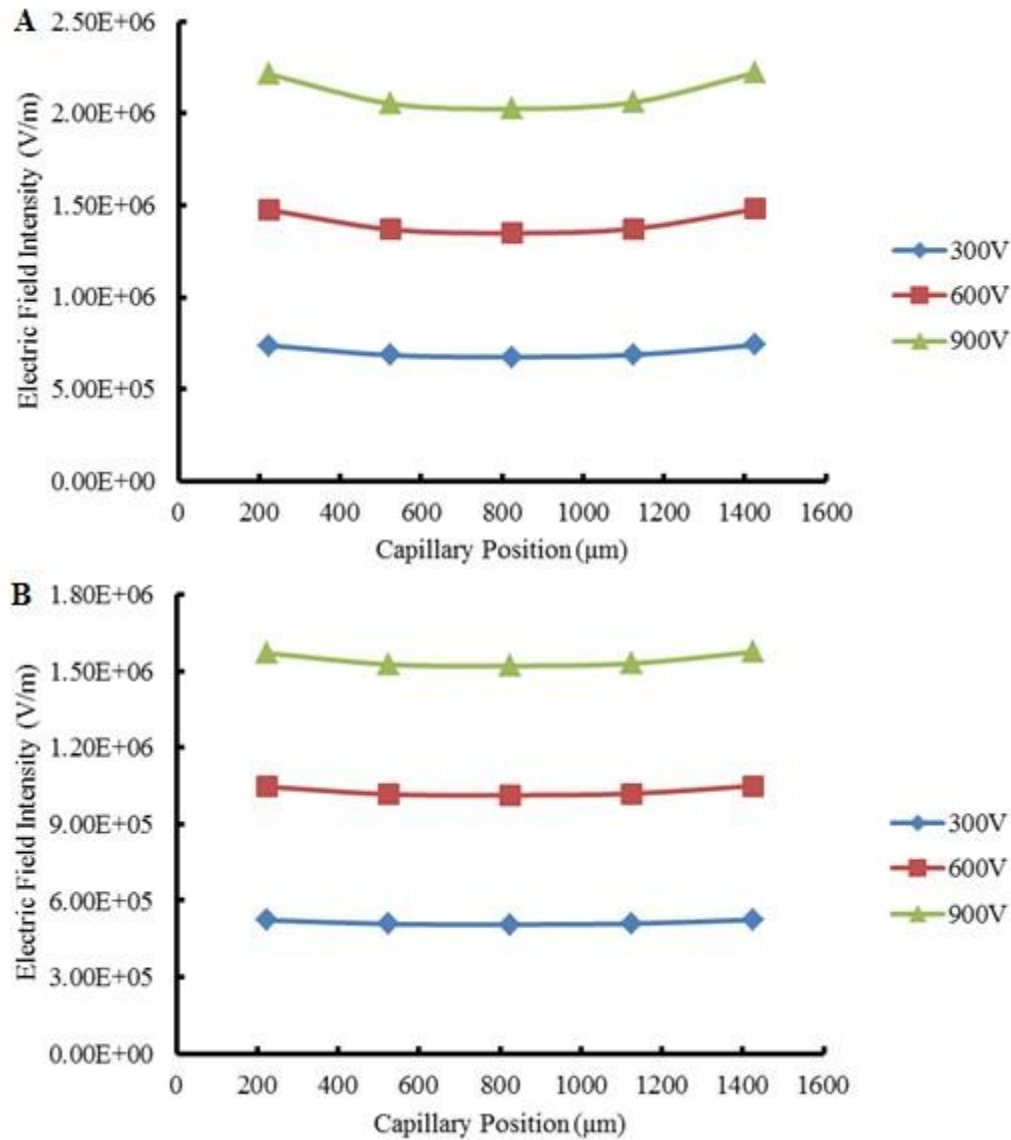 A
2.50E+06
2.00E+06
1.50E+06
1.00E+06
5.00E+05
0.00E+00
Electric Field Intensity (V/m)
0 200 400 600 800 1000 1200 1400 1600
Capillary Position (μm)
300V
600V
900V
B
1.80E+06
1.50E+06
1.20E+06
9.00E+05
6.00E+05
3.00E+05
0.00E+00
Electric Field Intensity (V/m)
0 200 400 600 800 1000 1200 1400 1600
Capillary Position (μm)
300V
600V
900V